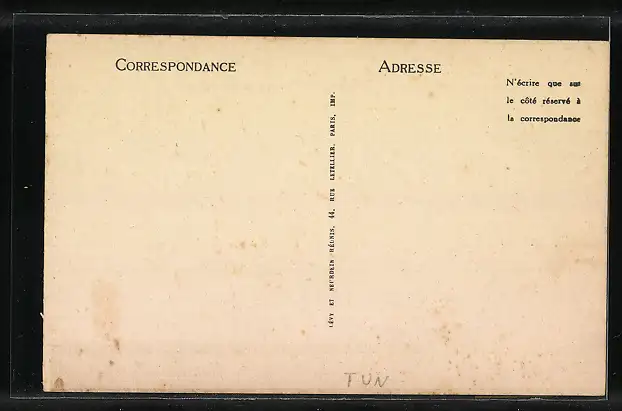 CORRESPONDANCE
ADRESSE
N'écrire que sur
le côté réservé à
la correspondance
LÉVY ET NEURDEIN RÉUNIS, 44, RUE LETELLIER, PARIS, IMP.
TUN